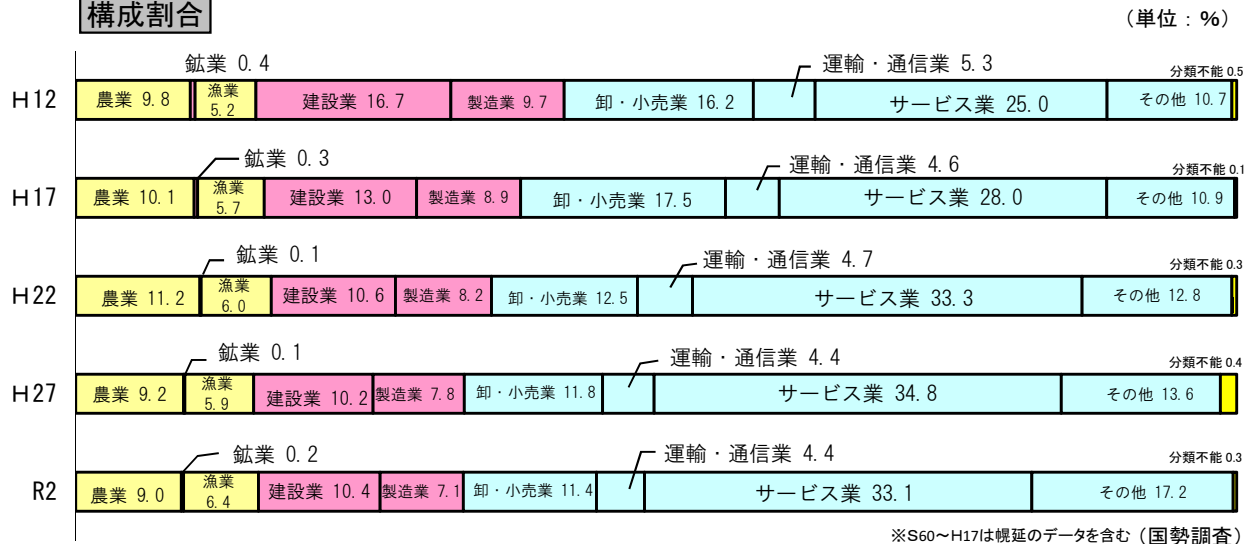 構成割合
(単位:%)
鉱業 0.4
運輸・通信業 5.3
分類不能 0.5
H12
農業 9.8
漁業
5.2
建設業 16.7
製造業 9.7
卸・小売業 16.2
サービス業 25.0
その他 10.7
鉱業 0.3
運輸・通信業 4.6
分類不能 0.1
H17
農業 10.1
漁業
5.7
建設業 13.0
製造業 8.9
卸・小売業 17.5
サービス業 28.0
その他 10.9
鉱業 0.1
運輸・通信業 4.7
分類不能 0.3
H22
農業 11.2
漁業
6.0
建設業 10.6
製造業 8.2
卸・小売業 12.5
サービス業 33.3
その他 12.8
鉱業 0.1
運輸・通信業 4.4
分類不能 0.4
H27
農業 9.2
漁業
5.9
建設業 10.2
製造業 7.8
卸・小売業 11.8
サービス業 34.8
その他 13.6
鉱業 0.2
運輸・通信業 4.4
分類不能 0.3
R2
農業 9.0
漁業
6.4
建設業 10.4
製造業 7.1
卸・小売業 11.4
サービス業 33.1
その他 17.2
※S60~H17は幌延のデータを含む (国勢調査)